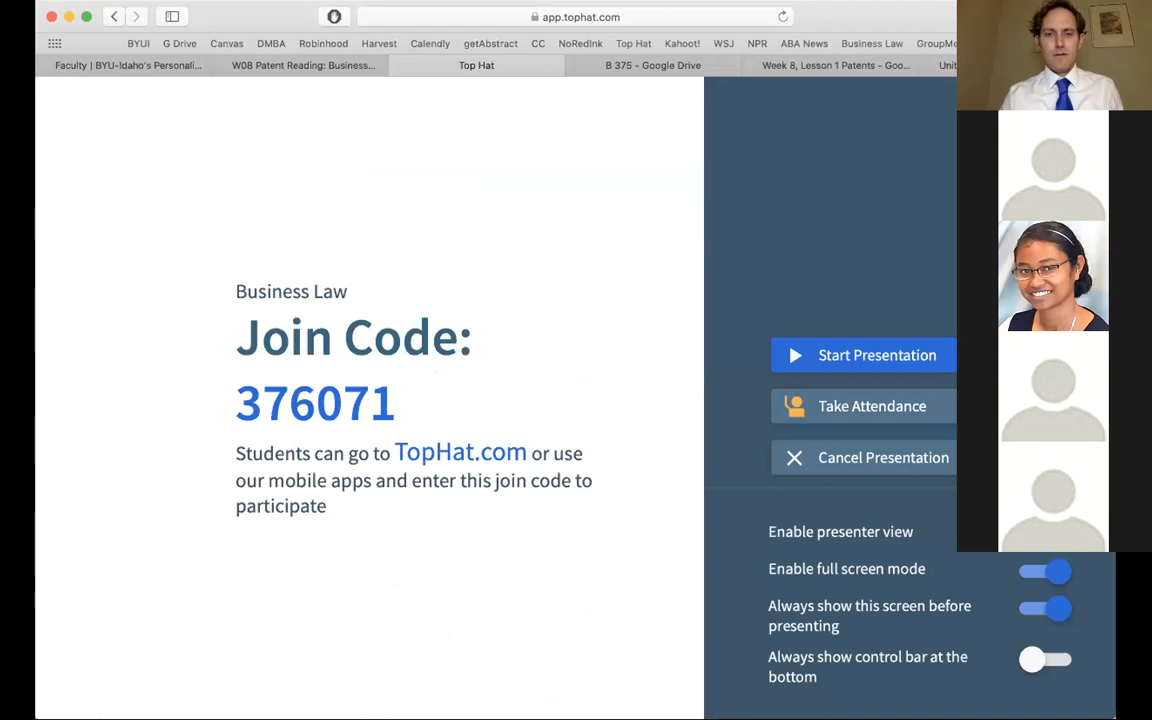 app.tophat.com
BYUI G Drive Canvas DMBA Robinhood Harvest Calendly getAbstract CC NoRedInk Top Hat Kahoot! WSJ NPR ABA News Business Law GroupMe
Faculty | BYU-Idaho's Personali... W08 Patent Reading: Business... Top Hat B 375 - Google Drive Week 8, Lesson 1 Patents - Goo... Unit
Business Law
Join Code:
376071
Students can go to TopHat.com or use
our mobile apps and enter this join code to
participate
Start Presentation
Take Attendance
Cancel Presentation
Enable presenter view
Enable full screen mode
Always show this screen before
presenting
Always show control bar at the
bottom